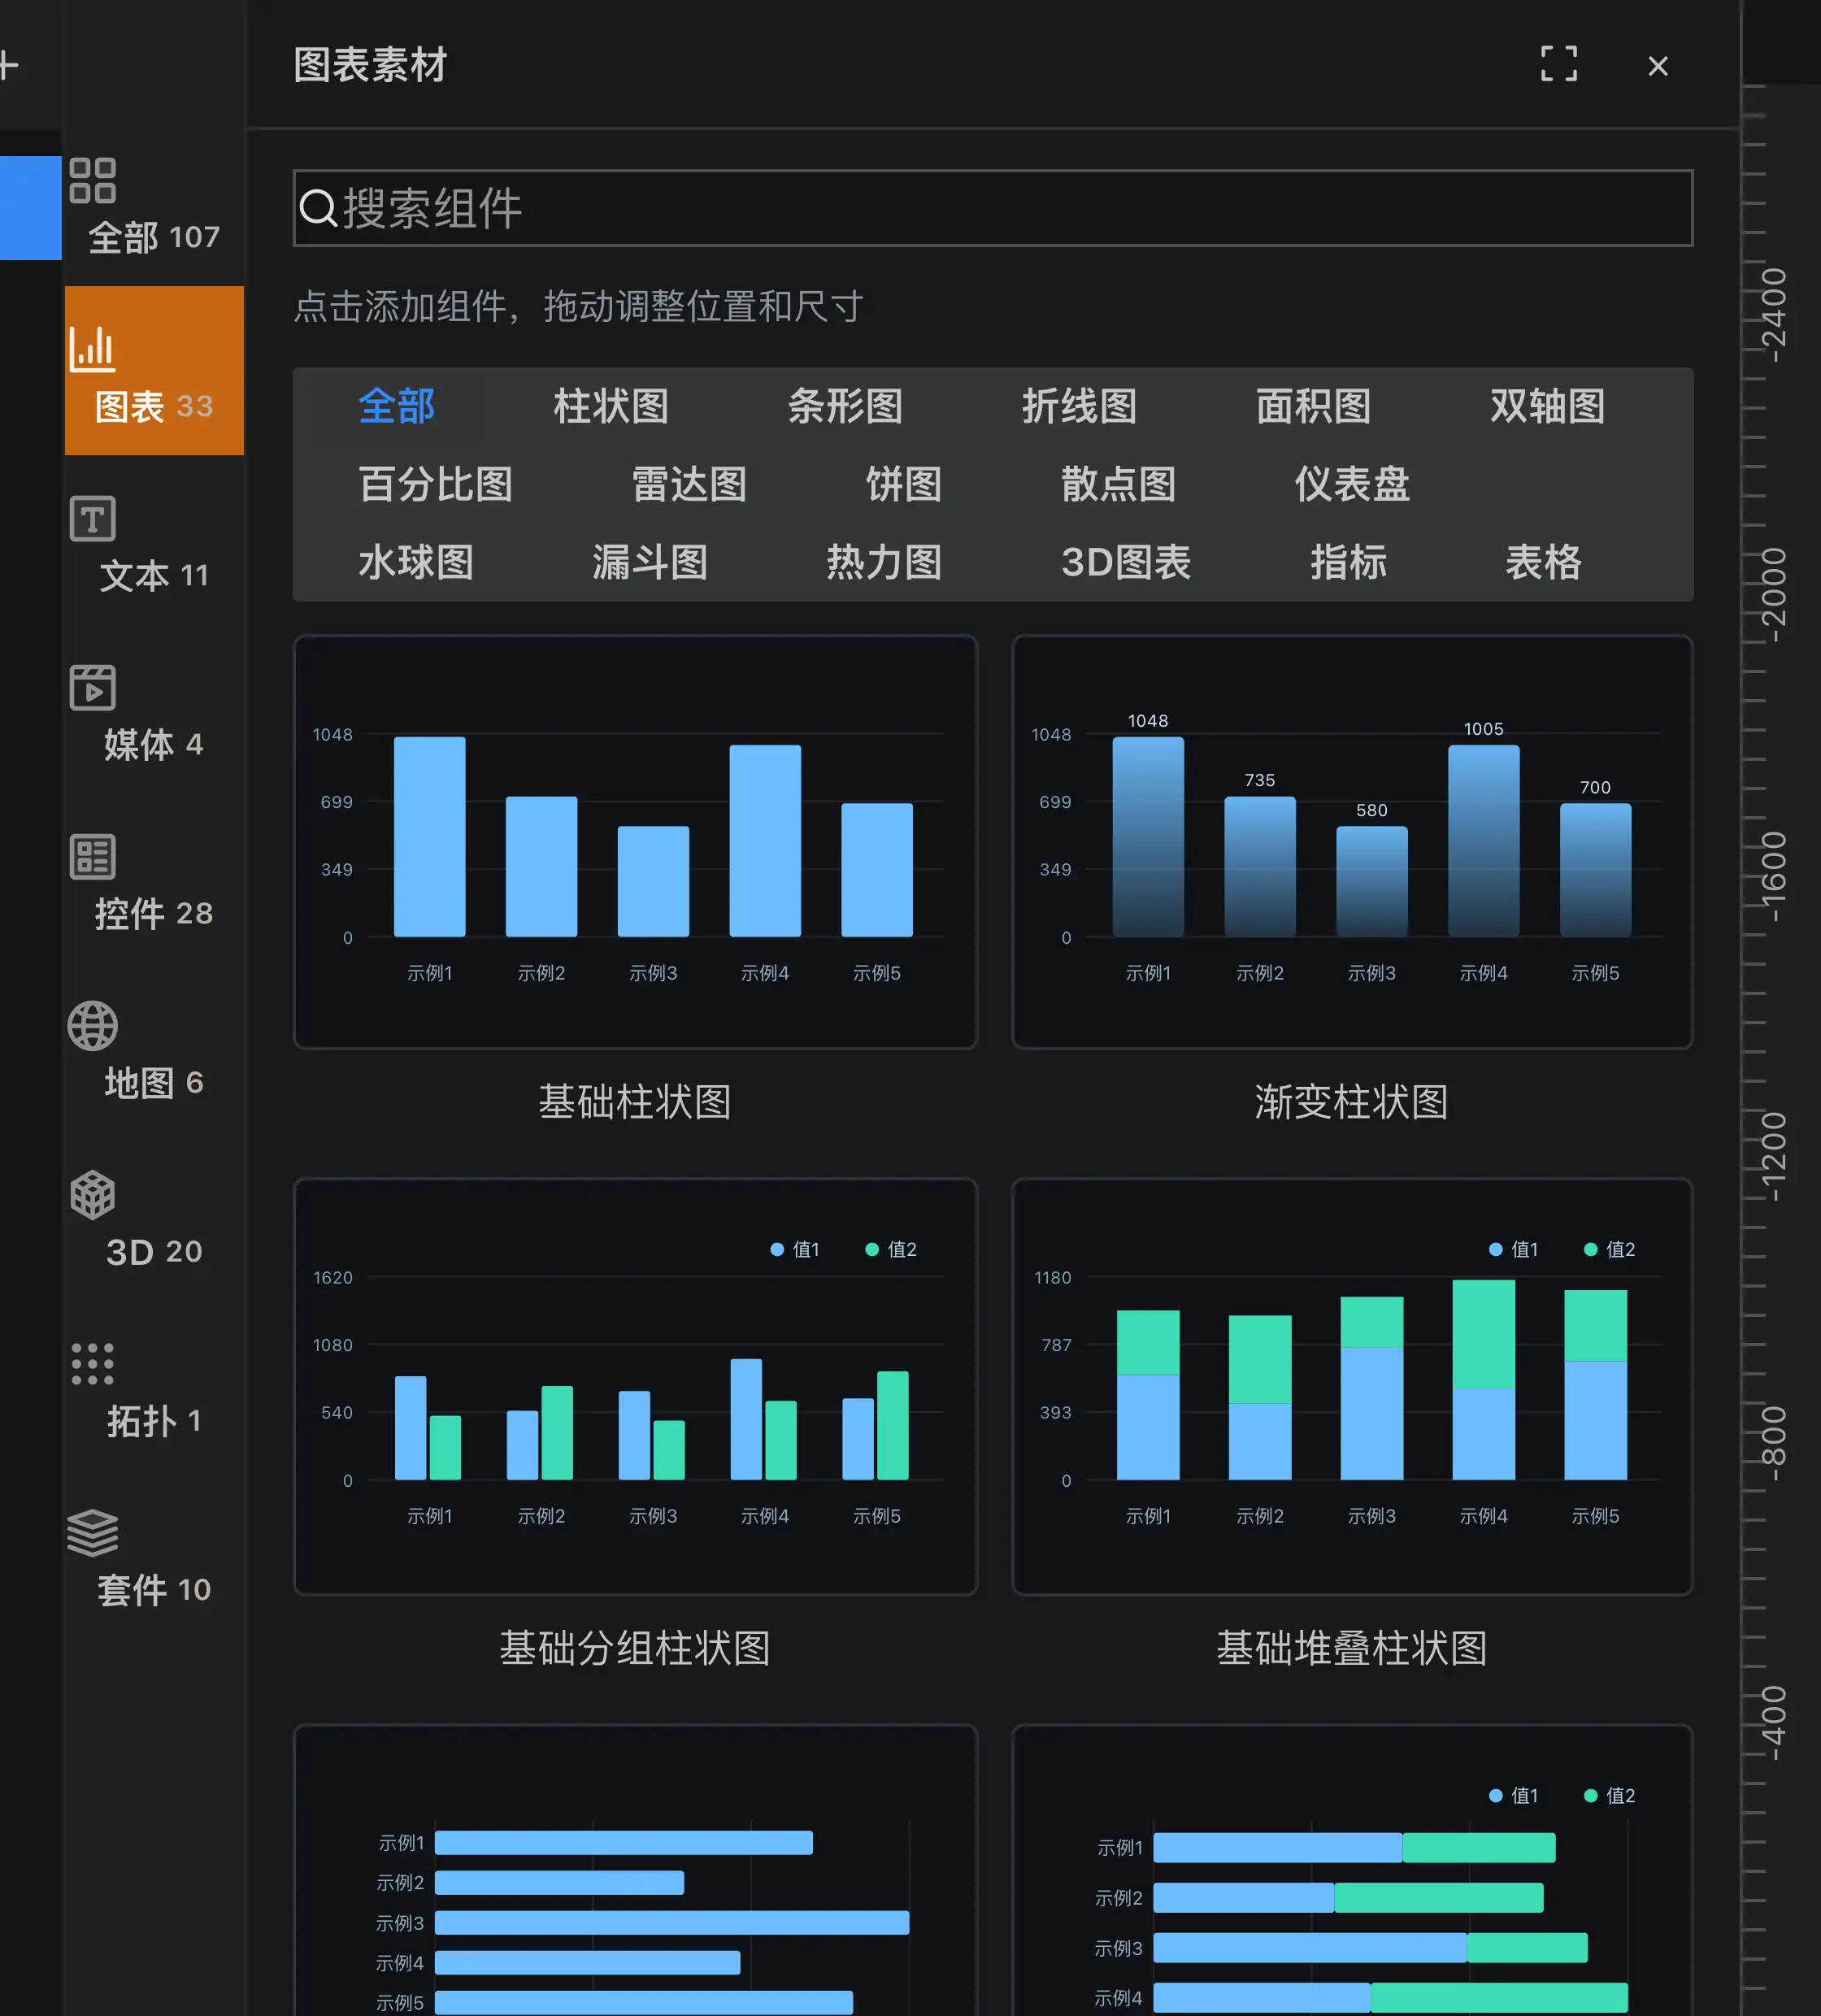 图表素材
全部 107
图表 33
文本 11
媒体 4
控件 28
地图 6
3D 20
拓扑 1
套件 10
搜索组件
点击添加组件，拖动调整位置和尺寸
全部 柱状图 条形图 折线图 面积图 双轴图
百分比图 雷达图 饼图 散点图 仪表盘
水球图 漏斗图 热力图 3D图表 指标 表格
1048
699
349
0
示例1 示例2 示例3 示例4 示例5
基础柱状图
1048
699
349
0
1048 735 580 1005 700
示例1 示例2 示例3 示例4 示例5
渐变柱状图
值1 值2
1620
1080
540
0
示例1 示例2 示例3 示例4 示例5
基础分组柱状图
值1 值2
1180
787
393
0
示例1 示例2 示例3 示例4 示例5
基础堆叠柱状图
示例1
示例2
示例3
示例4
示例5
值1 值2
示例1
示例2
示例3
示例4
-2400
-2000
-1600
-1200
-800
-400